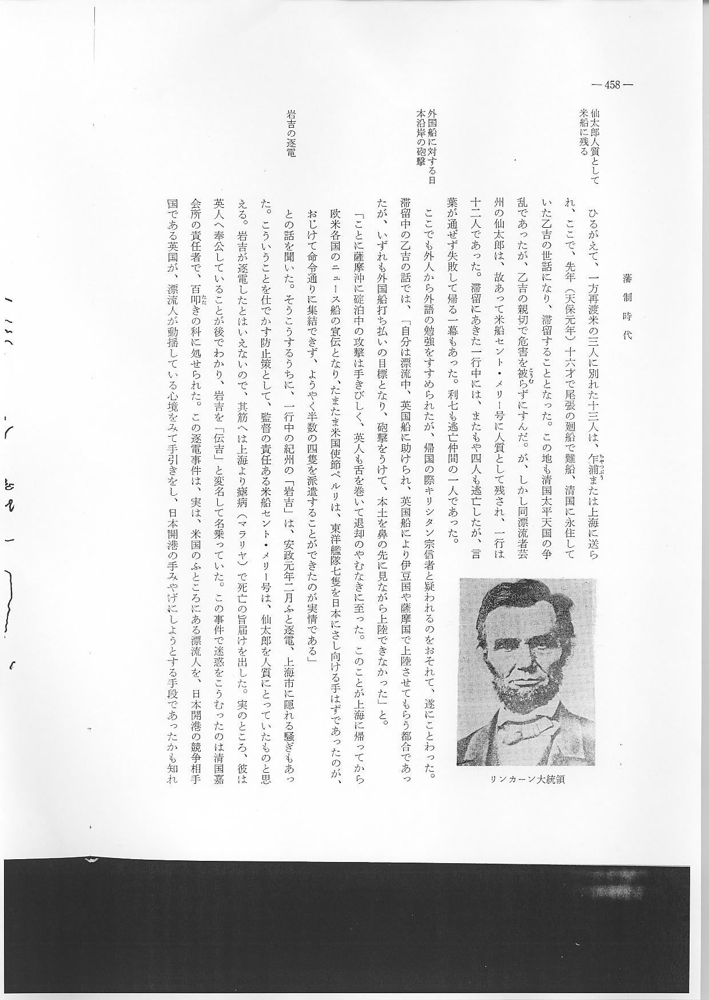 ― 458 ―
藩制時代
仙太郎人質として
米船に残る
ひるがえて、一方再渡米の三人に別れた十三人は、乍浦または上海に送ら
ちやつぷう
れ、ここで、先年（天保元年）十六才で尾張の廻船で難船、清国に永住して
いた乙吉の世話になり、滞留することとなった。この地も清国太平天国の争
乱であったが、乙吉の親切で危害を被らずにすんだ。が、しかし同漂流者芸
こうむ
州の仙太郎は、故あって米船セント・メリー号に人質として残され、一行は
十二人であった。滞留にあきた一行中には、またもや四人も逃亡したが、言
葉が通ぜず失敗して帰る一幕もあった。利七も逃亡仲間の一人であった。
リンカーン大統領
外国船に対する日
本沿岸の砲撃
ここでも外人から外語の勉強をすすめられたが、帰国の際キリシタン宗信者と疑われるのをおそれて、遂にことわった。
滞留中の乙吉の話では、「自分は漂流中、英国船に助けられ、英国船により伊豆国や薩摩国で上陸させてもらう都合であっ
たが、いずれも外国船打ち払いの目標となり、砲撃をうけて、本土を鼻の先に見ながら上陸できなかった」と。
「ことに薩摩沖に碇泊中の攻撃は手きびしく、英人も舌を巻いて退却のやむなきに至った。このことが上海に帰ってから
欧米各国のニュース船の宣伝となり、たまたま米国使節ペルリは、東洋艦隊七隻を日本にさし向ける手はずであったのが、
おじけて命令通りに集結できず、ようやく半数の四隻を派遣することができたのが実情である」
岩吉の逐電
との話を聞いた。そうこうするうちに、一行中の紀州の「岩吉」は、安政元年二月ふと逐電、上海市に隠れる騒ぎもあっ
た。こういうことを仕でかす防止策として、監督の責任ある米船セント・メリー号は、仙太郎を人質にとっていたものと思
える。岩吉が逐電したとはいえないので、其筋へは上海より瘧病（マラリヤ）で死亡の旨届けを出した。実のところ、彼は
英人へ奉公していることが後でわかり、岩吉を「伝吉」と変名して名乗っていた。この事件で迷惑をこうむったのは清国嘉
会所の責任者で、百叩きの科に処せられた。この逐電事件は、実は、米国のふところにある漂流人を、日本開港の競争相手
たた
国である英国が、漂流人が動揺している心境をみて手引きをし、日本開港の手みやげにしようとする手段であったかも知れ